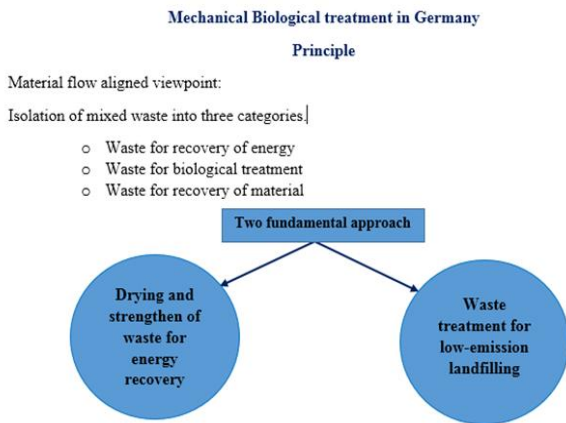 Mechanical Biological treatment in Germany
Principle
Material flow aligned viewpoint:
Isolation of mixed waste into three categories.
o Waste for recovery of energy
o Waste for biological treatment
o Waste for recovery of material
Two fundamental approach
Drying and
strengthen of
waste for
energy
recovery
Waste
treatment for
low-emission
landfilling